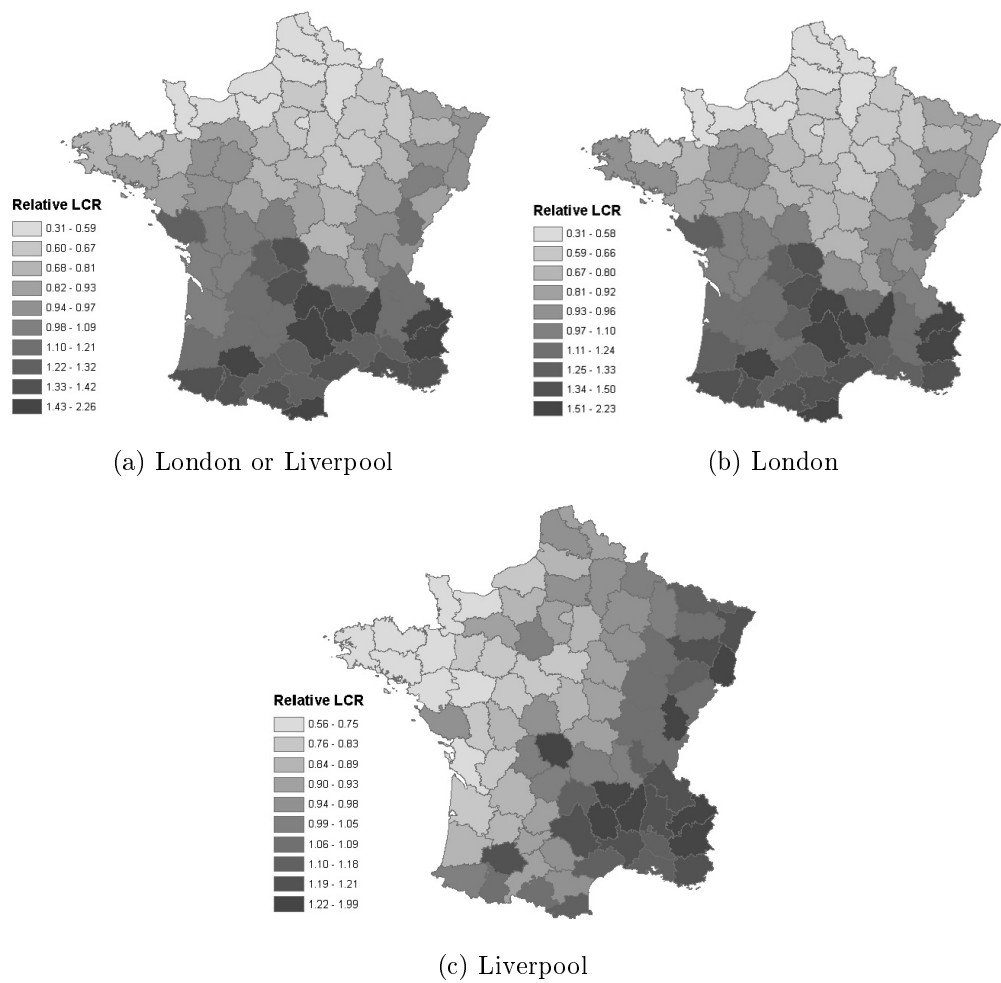 Relative LCR
0.31 - 0.59
0.60 - 0.67
0.68 - 0.81
0.82 - 0.93
0.94 - 0.97
0.98 - 1.09
1.10 - 1.21
1.22 - 1.32
1.33 - 1.42
1.43 - 2.26
(a) London or Liverpool
Relative LCR
0.31 - 0.58
0.59 - 0.66
0.67 - 0.80
0.81 - 0.92
0.93 - 0.96
0.97 - 1.10
1.11 - 1.24
1.25 - 1.33
1.34 - 1.50
1.51 - 2.23
(b) London
Relative LCR
0.56 - 0.75
0.76 - 0.83
0.84 - 0.89
0.90 - 0.93
0.94 - 0.98
0.99 - 1.05
1.06 - 1.09
1.10 - 1.18
1.19 - 1.21
1.22 - 1.99
(c) Liverpool